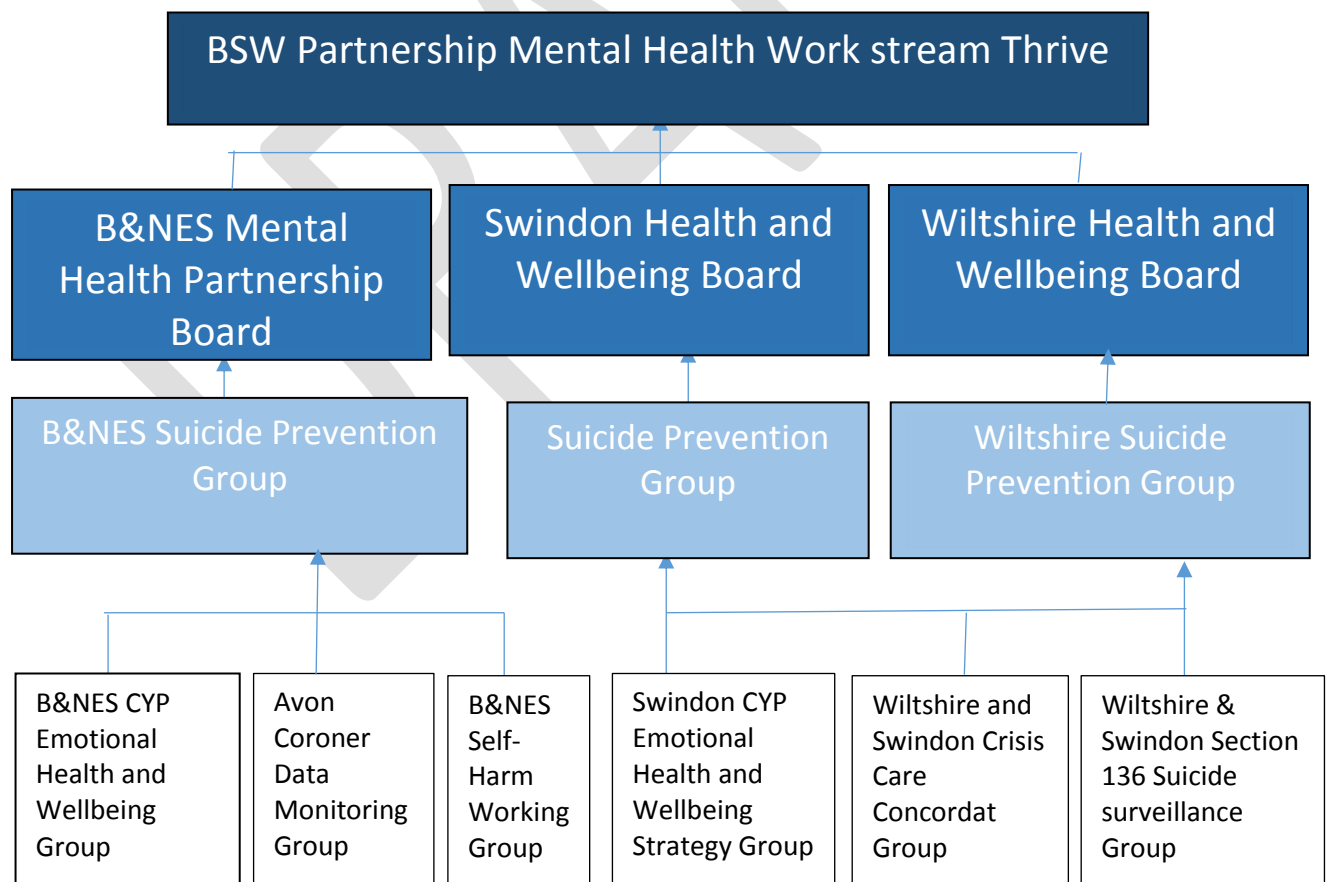 BSW Partnership Mental Health Work stream Thrive
B&NES Mental
Health Partnership
Board
Swindon Health and
Wellbeing Board
Wiltshire Health and
Wellbeing Board
B&NES Suicide Prevention
Group
Suicide Prevention
Group
Wiltshire Suicide
Prevention Group
B&NES CYP
Emotional
Health and
Wellbeing
Group
Avon
Coroner
Data
Monitoring
Group
B&NES
Self-
Harm
Working
Group
Swindon CYP
Emotional
Health and
Wellbeing
Strategy Group
Wiltshire and
Swindon Crisis
Care
Concordat
Group
Wiltshire &
Swindon Section
136 Suicide
surveillance
Group